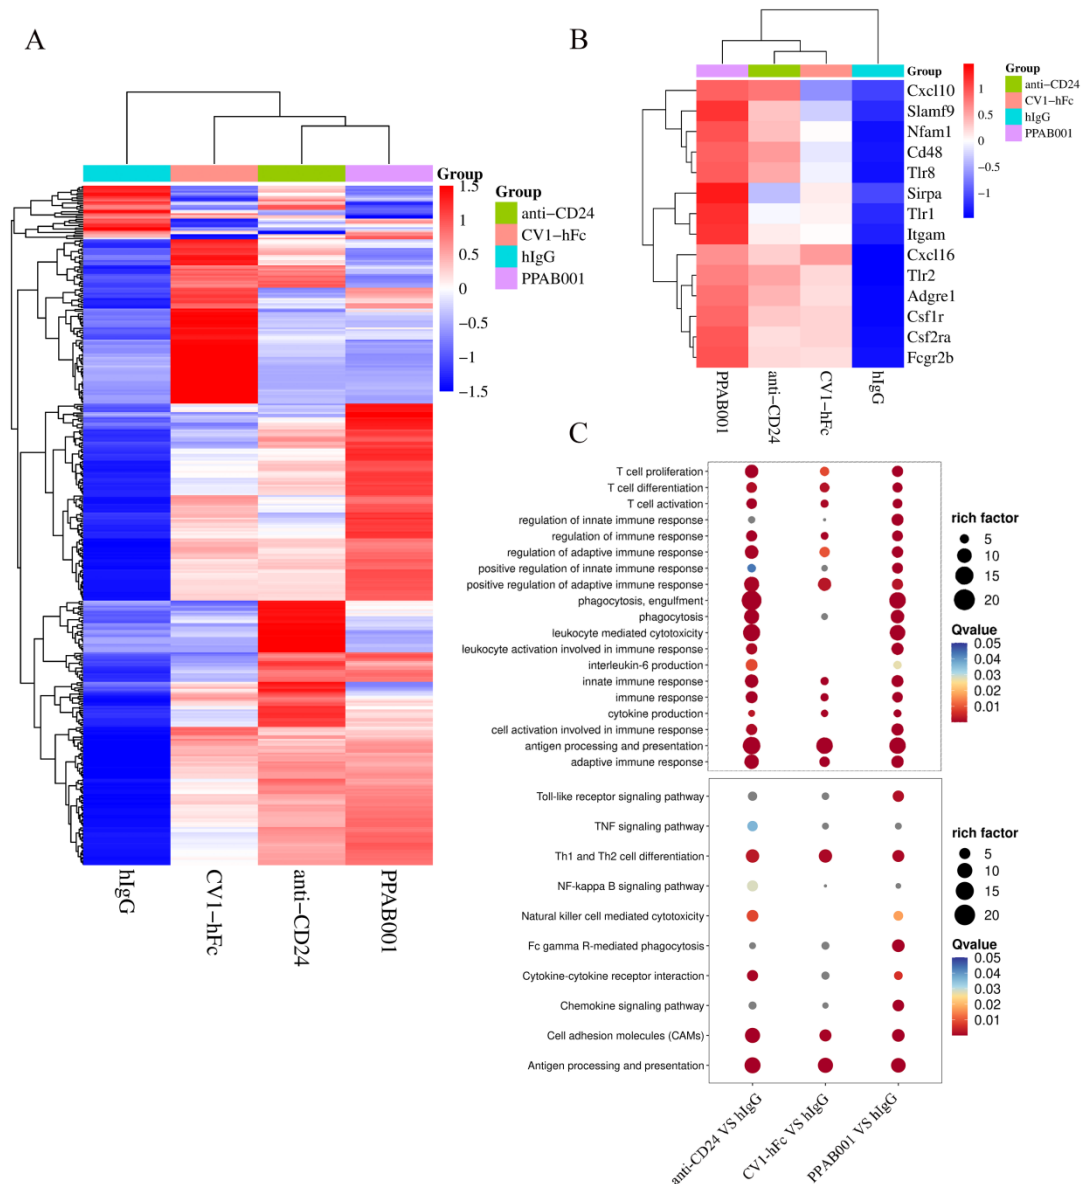 A
Group
1.5
1
0.5
0
−0.5
−1
−1.5
Group
anti−CD24
CV1−hFc
hIgG
PPAB001
hIgG
CV1−hFc
anti−CD24
PPAB001
B
Group
Cxcl10
Slamf9
Nfam1
Cd48
Tlr8
Sirpa
Tlr1
Itgam
Cxcl16
Tlr2
Adgre1
Csf1r
Csf2ra
Fcgr2b
1
0.5
0
−0.5
−1
Group
anti−CD24
CV1−hFc
hIgG
PPAB001
PPAB001
anti−CD24
CV1−hFc
hIgG
C
T cell proliferation
T cell differentiation
T cell activation
regulation of innate immune response
regulation of immune response
regulation of adaptive immune response
positive regulation of innate immune response
positive regulation of adaptive immune response
phagocytosis, engulfment
phagocytosis
leukocyte mediated cytotoxicity
leukocyte activation involved in immune response
interleukin-6 production
innate immune response
immune response
cytokine production
cell activation involved in immune response
antigen processing and presentation
adaptive immune response
rich factor
5
10
15
20
Qvalue
0.05
0.04
0.03
0.02
0.01
Toll-like receptor signaling pathway
TNF signaling pathway
Th1 and Th2 cell differentiation
NF-kappa B signaling pathway
Natural killer cell mediated cytotoxicity
Fc gamma R-mediated phagocytosis
Cytokine-cytokine receptor interaction
Chemokine signaling pathway
Cell adhesion molecules (CAMs)
Antigen processing and presentation
rich factor
5
10
15
20
Qvalue
0.05
0.04
0.03
0.02
0.01
anti-CD24 VS hIgG
CV1-hFc VS hIgG
PPAB001 VS hIgG